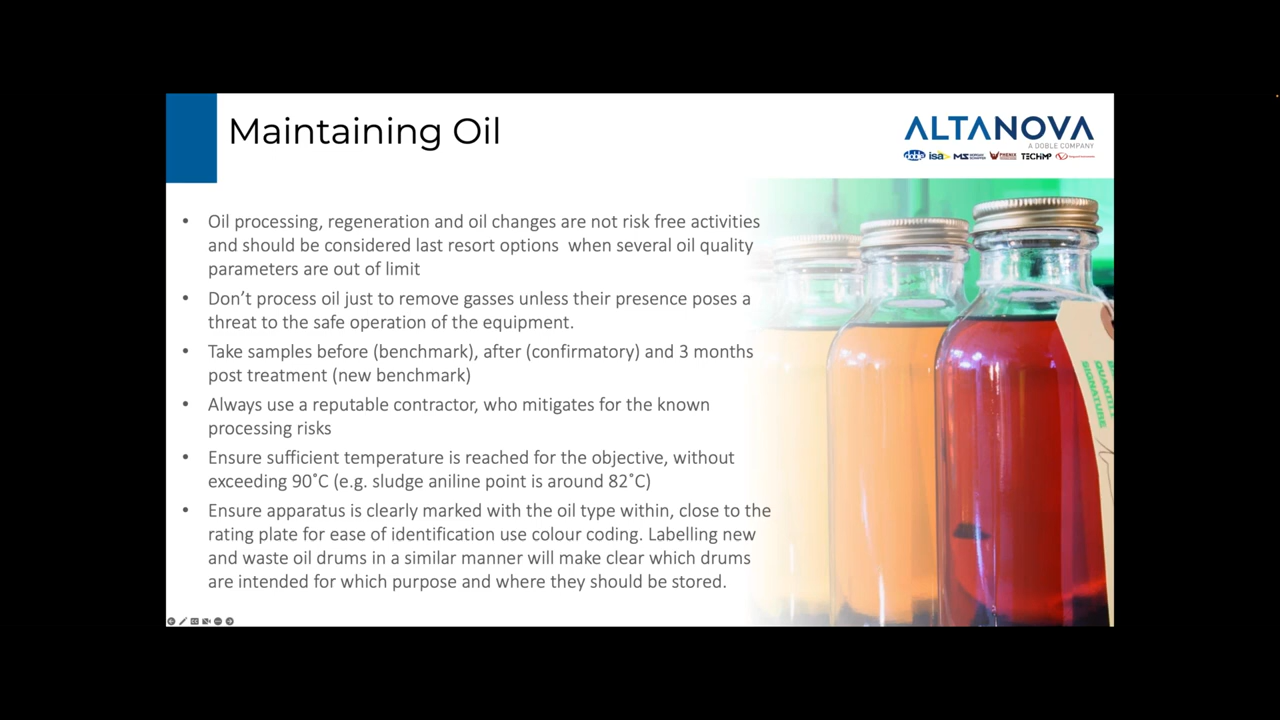 Maintaining Oil
ALTANOVA
A DOBLE COMPANY
doble isa MORGAN SCHAFFER PHENIX TECHIMP
• Oil processing, regeneration and oil changes are not risk free activities
and should be considered last resort options  when several oil quality
parameters are out of limit
• Don't process oil just to remove gasses unless their presence poses a
threat to the safe operation of the equipment.
• Take samples before (benchmark), after (confirmatory) and 3 months
post treatment (new benchmark)
• Always use a reputable contractor, who mitigates for the known
processing risks
• Ensure sufficient temperature is reached for the objective, without
exceeding 90˚C (e.g. sludge aniline point is around 82˚C)
• Ensure apparatus is clearly marked with the oil type within, close to the
rating plate for ease of identification use colour coding. Labelling new
and waste oil drums in a similar manner will make clear which drums
are intended for which purpose and where they should be stored.
SIGNATURE